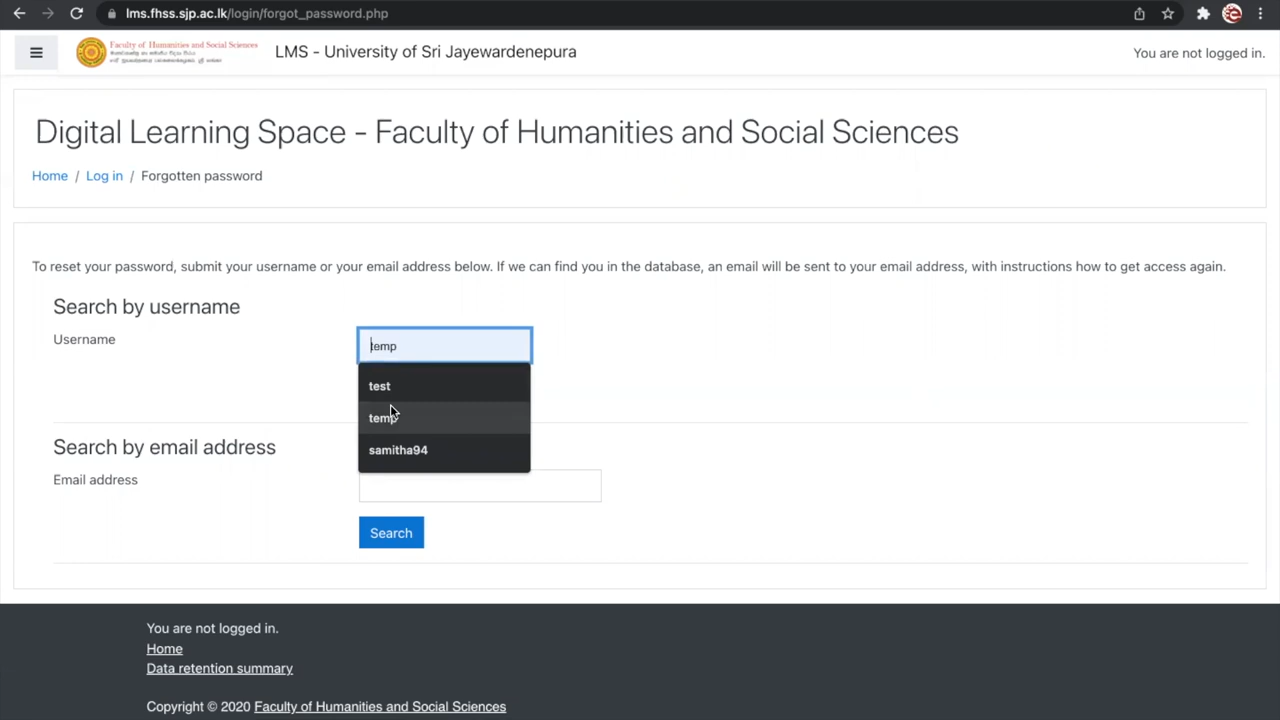 lms.fhss.sjp.ac.lk/login/forgot_password.php
Faculty of Humanities and Social Sciences
LMS - University of Sri Jayewardenepura
You are not logged in.
Digital Learning Space - Faculty of Humanities and Social Sciences
Home / Log in / Forgotten password
To reset your password, submit your username or your email address below. If we can find you in the database, an email will be sent to your email address, with instructions how to get access again.
Search by username
Username
temp
test
temp
samitha94
Search by email address
Email address
Search
You are not logged in.
Home
Data retention summary
Copyright © 2020 Faculty of Humanities and Social Sciences